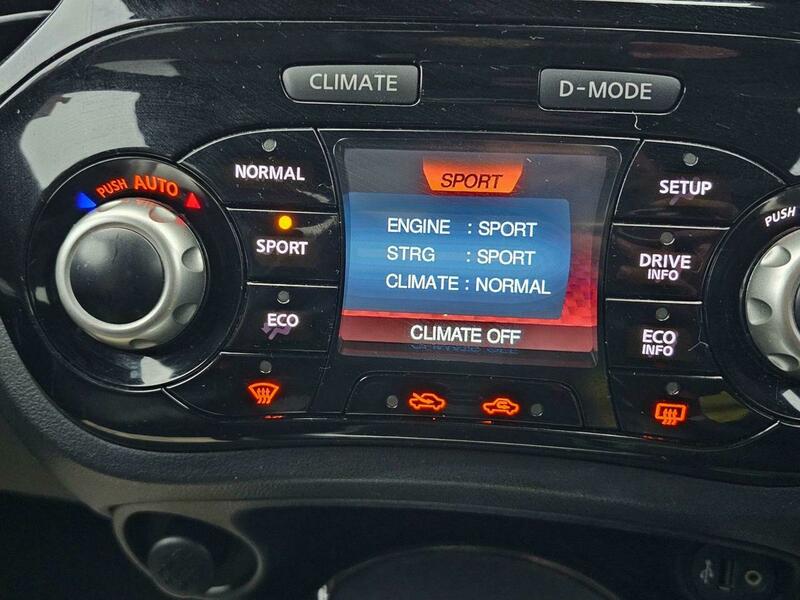 CLIMATE
D-MODE
PUSH AUTO
NORMAL
SPORT
ECO
SPORT
ENGINE : SPORT
STRG : SPORT
CLIMATE : NORMAL
CLIMATE OFF
SETUP
DRIVE
INFO
ECO
INFO
PUSH